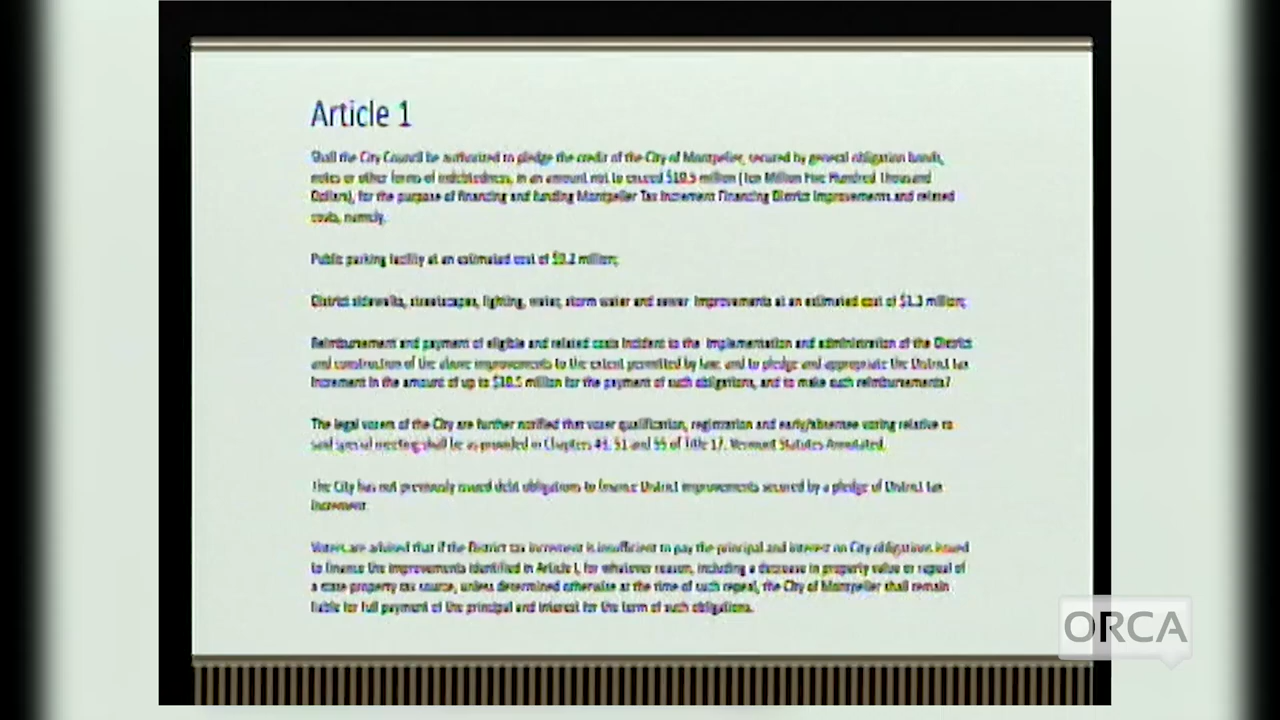 Article 1
Shall the City Council be authorized to pledge the credit of the City of Montpelier, secured by general obligation bonds,
notes or other forms of indebtedness, in an amount not to exceed $10.5 million (Ten Million Five Hundred Thousand
Dollars), for the purpose of financing and funding Montpelier Tax Increment Financing District improvements and related
costs, namely,
Public parking facility at an estimated cost of $9.2 million;
District sidewalks, streetscapes, lighting, water, storm water and sewer improvements at an estimated cost of $1.3 million;
Reimbursement and payment of eligible and related costs incident to the implementation and administration of the District
and construction of the above improvements to the extent permitted by law, and to pledge and appropriate the District tax
increment in the amount of up to $10.5 million for the payment of such obligations, and to make such reimbursements?
The legal voters of the City are further notified that voter qualification, registration and early/absentee voting relative to
said special meeting shall be as provided in Chapters 43, 51 and 55 of Title 17, Vermont Statutes Annotated.
The City has not previously issued debt obligations to finance District improvements secured by a pledge of District tax
increment.
Voters are advised that if the District tax increment is insufficient to pay the principal and interest on City obligations issued
to finance the improvements identified in Article I, for whatever reason, including a decrease in property value or repeal of
a state property tax source, unless determined otherwise at the time of such repeal, the City of Montpelier shall remain
liable for full payment of the principal and interest for the term of such obligations.
ORCA